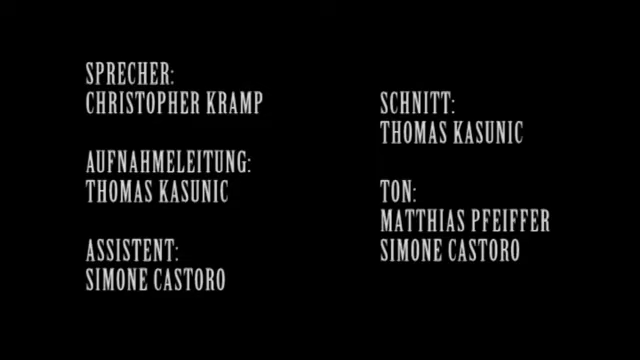 SPRECHER:
CHRISTOPHER KRAMP
AUFNAHMELEITUNG:
THOMAS KASUNIC
ASSISTENT:
SIMONE CASTORO
SCHNITT:
THOMAS KASUNIC
TON:
MATTHIAS PFEIFFER
SIMONE CASTORO